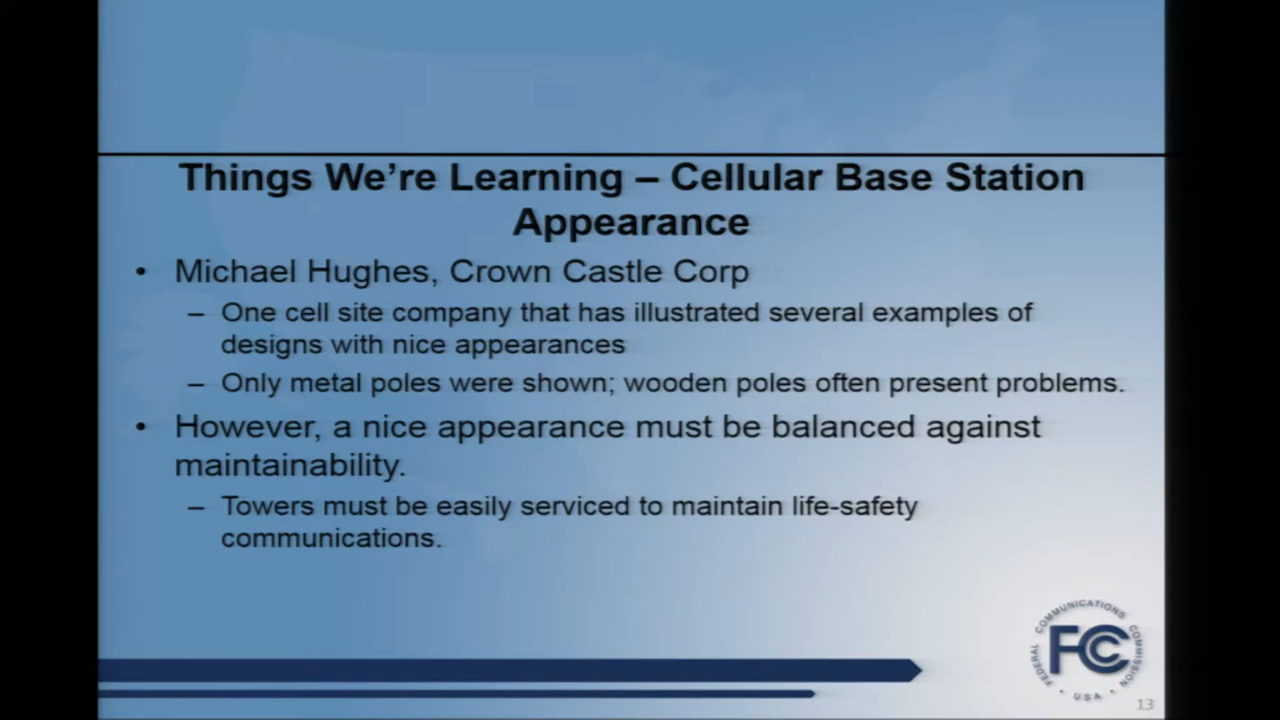 Things We're Learning – Cellular Base Station
Appearance
• Michael Hughes, Crown Castle Corp
– One cell site company that has illustrated several examples of
designs with nice appearances
– Only metal poles were shown; wooden poles often present problems.
• However, a nice appearance must be balanced against
maintainability.
– Towers must be easily serviced to maintain life-safety
communications.
FEDERAL COMMUNICATIONS COMMISSION
FCC
• USA •
13